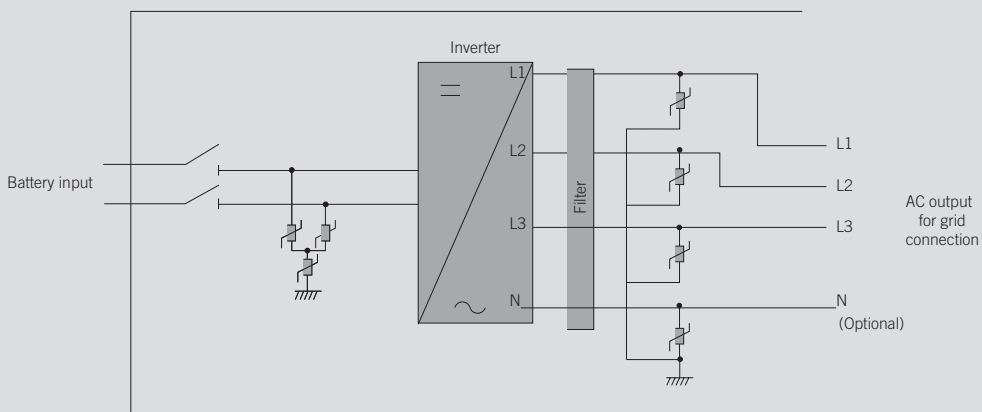 Inverter
L1
L2
L3
N
Filter
Battery input
L1
L2
L3
N
(Optional)
AC output
for grid
connection